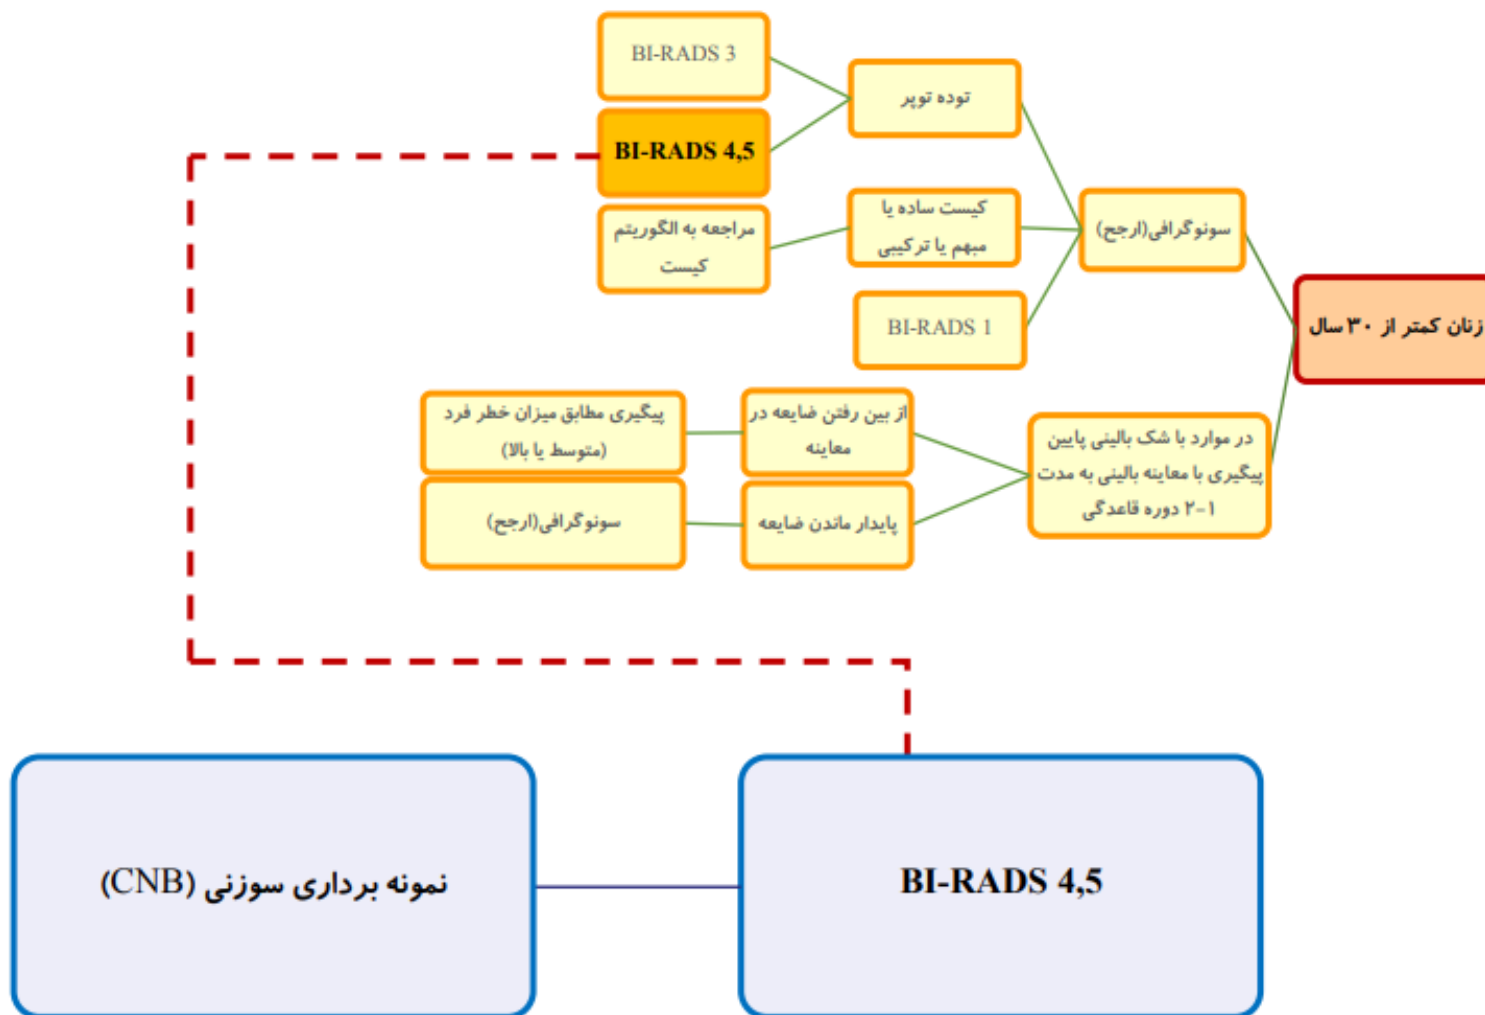 زنان کمتر از ۳۰ سال
سونوگرافی(ارجح)
توده توپر
BI-RADS 3
BI-RADS 4,5
کیست ساده یا
مبهم یا ترکیبی
مراجعه به الگوریتم
کیست
BI-RADS 1
در موارد با شک بالینی پایین
پیگیری با معاینه بالینی به مدت
۱-۲ دوره قاعدگی
از بین رفتن ضایعه در
معاینه
پیگیری مطابق میزان خطر فرد
(متوسط یا بالا)
پایدار ماندن ضایعه
سونوگرافی(ارجح)
BI-RADS 4,5
نمونه برداری سوزنی (CNB)